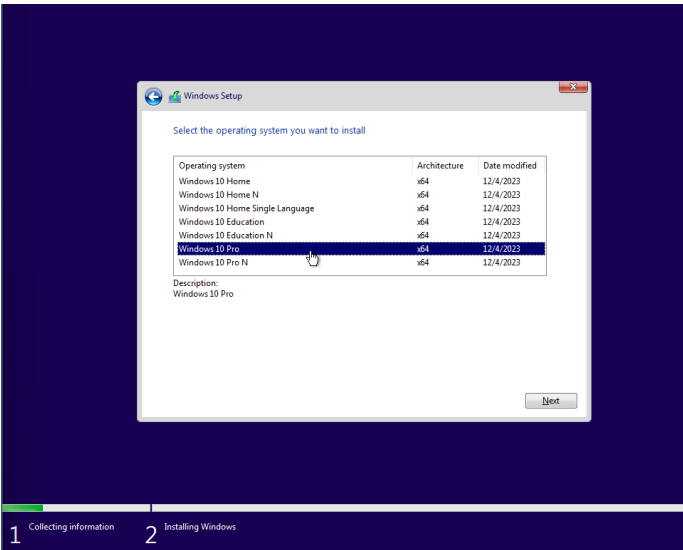 Windows Setup
Select the operating system you want to install
Operating system Architecture Date modified
Windows 10 Home x64 12/4/2023
Windows 10 Home N x64 12/4/2023
Windows 10 Home Single Language x64 12/4/2023
Windows 10 Education x64 12/4/2023
Windows 10 Education N x64 12/4/2023
Windows 10 Pro x64 12/4/2023
Windows 10 Pro N x64 12/4/2023
Description:
Windows 10 Pro
Next
1 Collecting information 2 Installing Windows